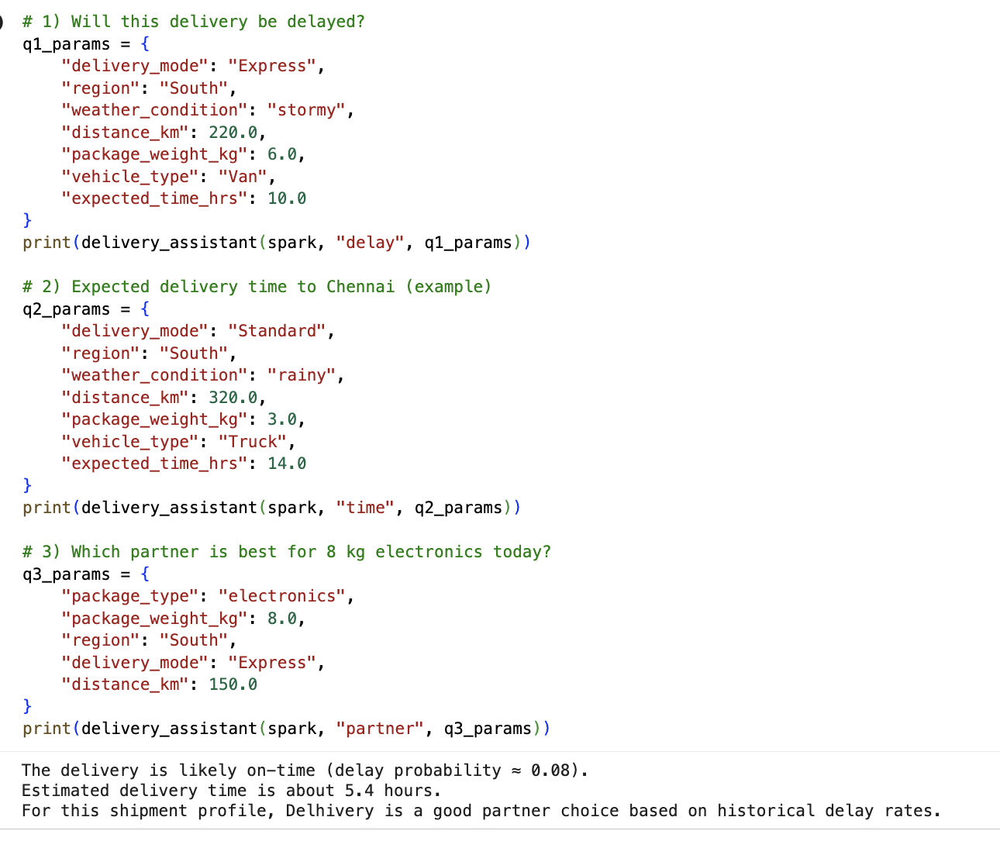 # 1) Will this delivery be delayed?
q1_params = {
    "delivery_mode": "Express",
    "region": "South",
    "weather_condition": "stormy",
    "distance_km": 220.0,
    "package_weight_kg": 6.0,
    "vehicle_type": "Van",
    "expected_time_hrs": 10.0
}
print(delivery_assistant(spark, "delay", q1_params))

# 2) Expected delivery time to Chennai (example)
q2_params = {
    "delivery_mode": "Standard",
    "region": "South",
    "weather_condition": "rainy",
    "distance_km": 320.0,
    "package_weight_kg": 3.0,
    "vehicle_type": "Truck",
    "expected_time_hrs": 14.0
}
print(delivery_assistant(spark, "time", q2_params))

# 3) Which partner is best for 8 kg electronics today?
q3_params = {
    "package_type": "electronics",
    "package_weight_kg": 8.0,
    "region": "South",
    "delivery_mode": "Express",
    "distance_km": 150.0
}
print(delivery_assistant(spark, "partner", q3_params))
The delivery is likely on-time (delay probability ≈ 0.08).
Estimated delivery time is about 5.4 hours.
For this shipment profile, Delhivery is a good partner choice based on historical delay rates.